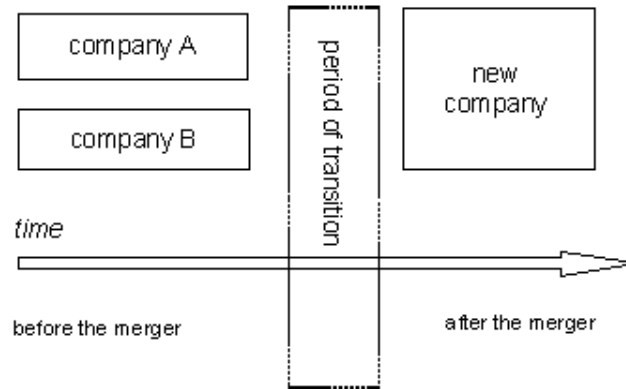 company A
company B
period of transition
new
company
time
before the merger
after the merger